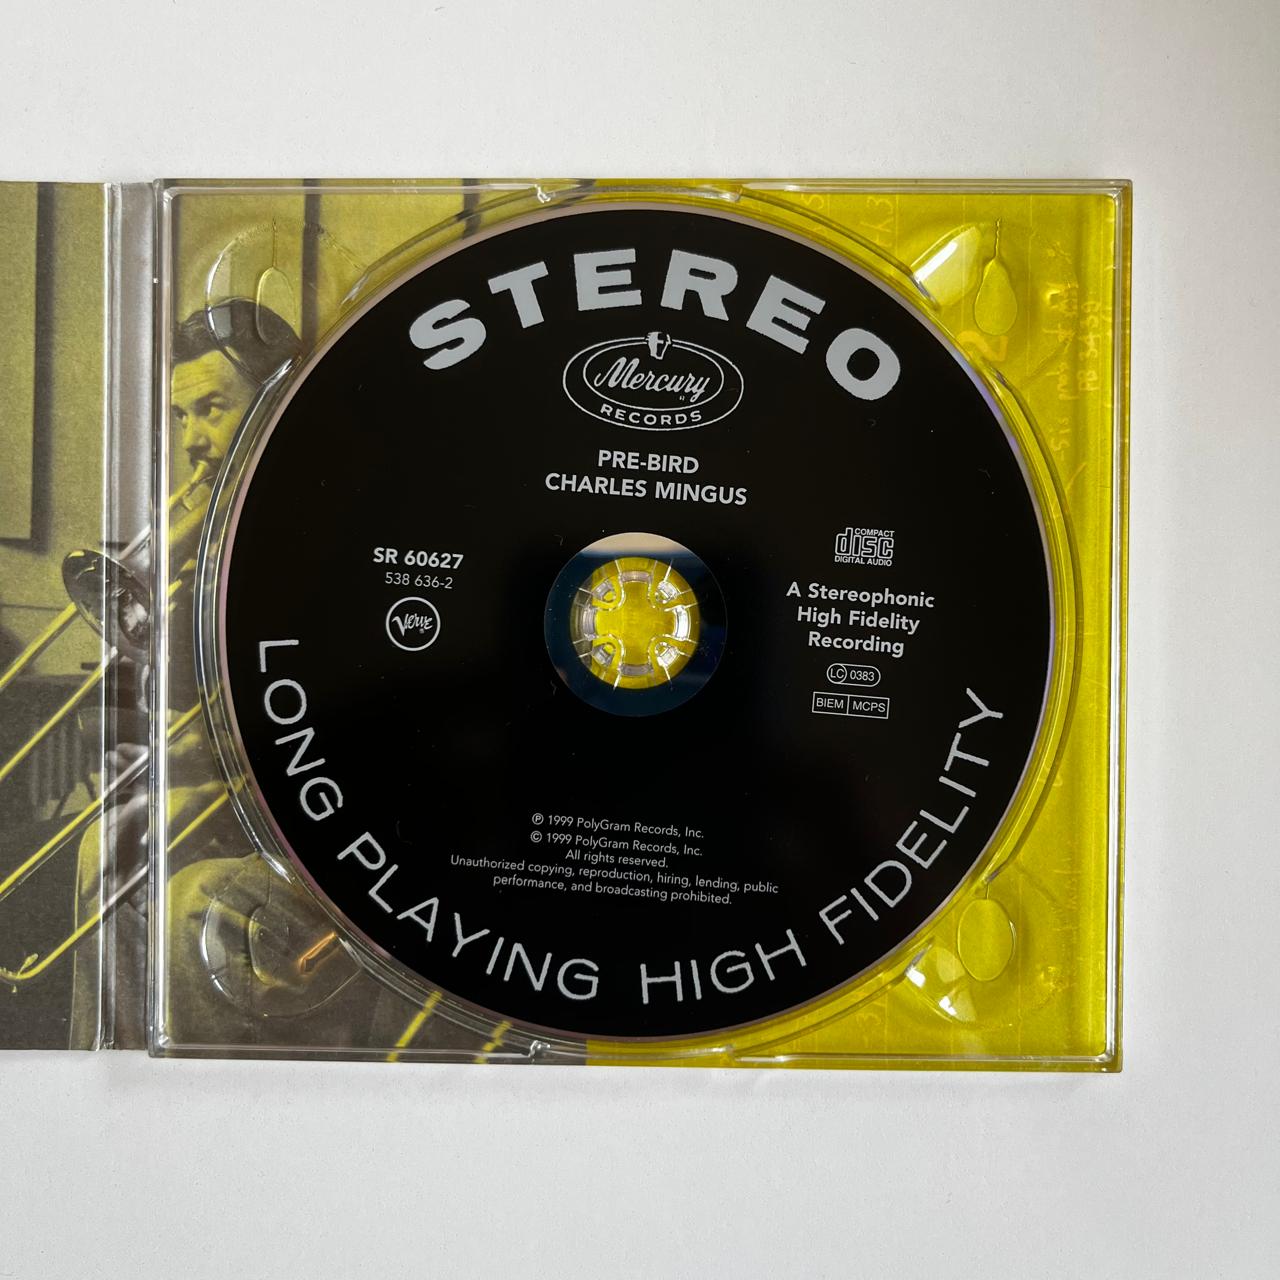 STEREO
Mercury
RECORDS
PRE-BIRD
CHARLES MINGUS
SR 60627
538 636-2
Verve
COMPACT
disc
DIGITAL AUDIO
A Stereophonic
High Fidelity
Recording
LC 0383
BIEM MCPS
℗ 1999 PolyGram Records, Inc.
© 1999 PolyGram Records, Inc.
All rights reserved.
Unauthorized copying, reproduction, hiring, lending, public
performance, and broadcasting prohibited.
LONG PLAYING HIGH FIDELITY